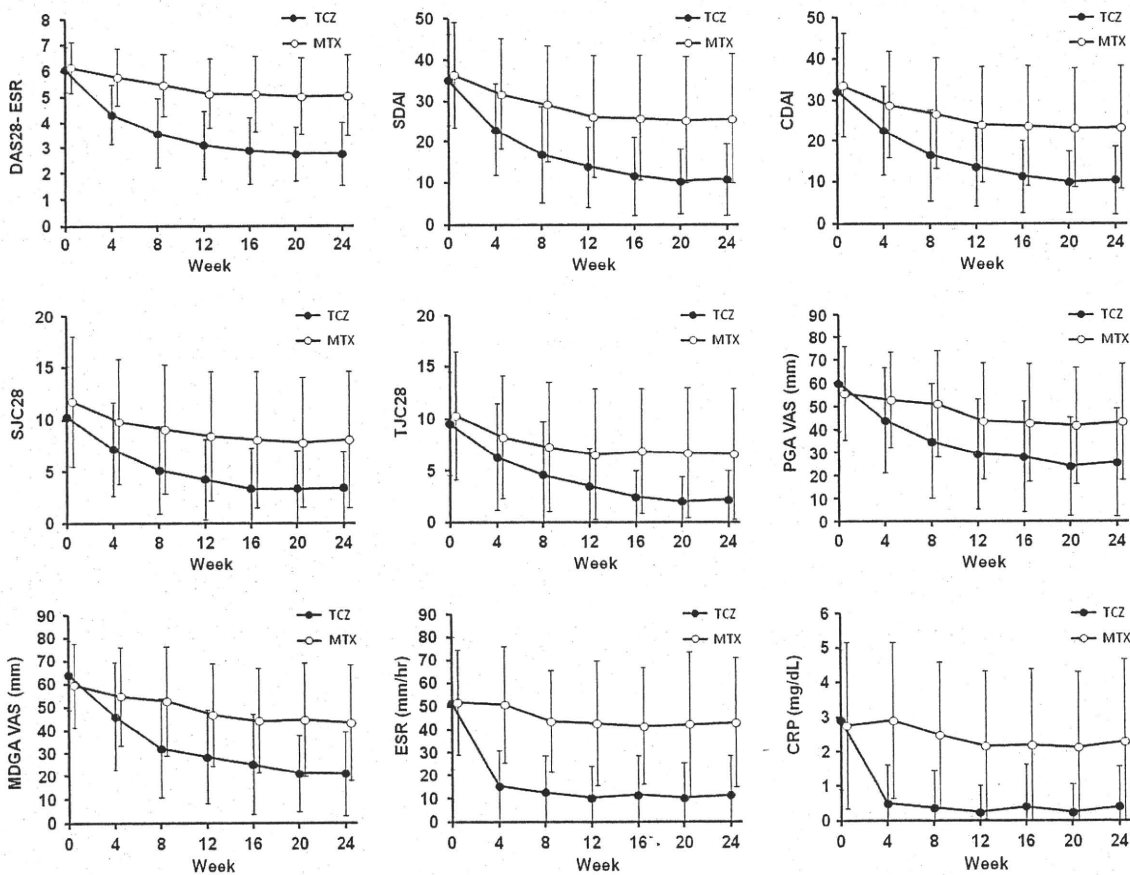 DAS28- ESR
8
7
6
5
4
3
2
1
0
TCZ
MTX
0 4 8 12 16 20 24
Week
SDAI
50
40
30
20
10
0
TCZ
MTX
0 4 8 12 16 20 24
Week
CDAI
50
40
30
20
10
0
TCZ
MTX
0 4 8 12 16 20 24
Week
SJC28
20
15
10
5
0
TCZ
MTX
0 4 8 12 16 20 24
Week
TJC28
20
15
10
5
0
TCZ
MTX
0 4 8 12 16 20 24
Week
PGA VAS (mm)
90
80
70
60
50
40
30
20
10
0
TCZ
MTX
0 4 8 12 16 20 24
Week
MDGA VAS (mm)
90
80
70
60
50
40
30
20
10
0
TCZ
MTX
0 4 8 12 16 20 24
Week
ESR (mm/hr)
90
80
70
60
50
40
30
20
10
0
TCZ
MTX
0 4 8 12 16 20 24
Week
CRP (mg/dL)
6
5
4
3
2
1
0
TCZ
MTX
0 4 8 12 16 20 24
Week